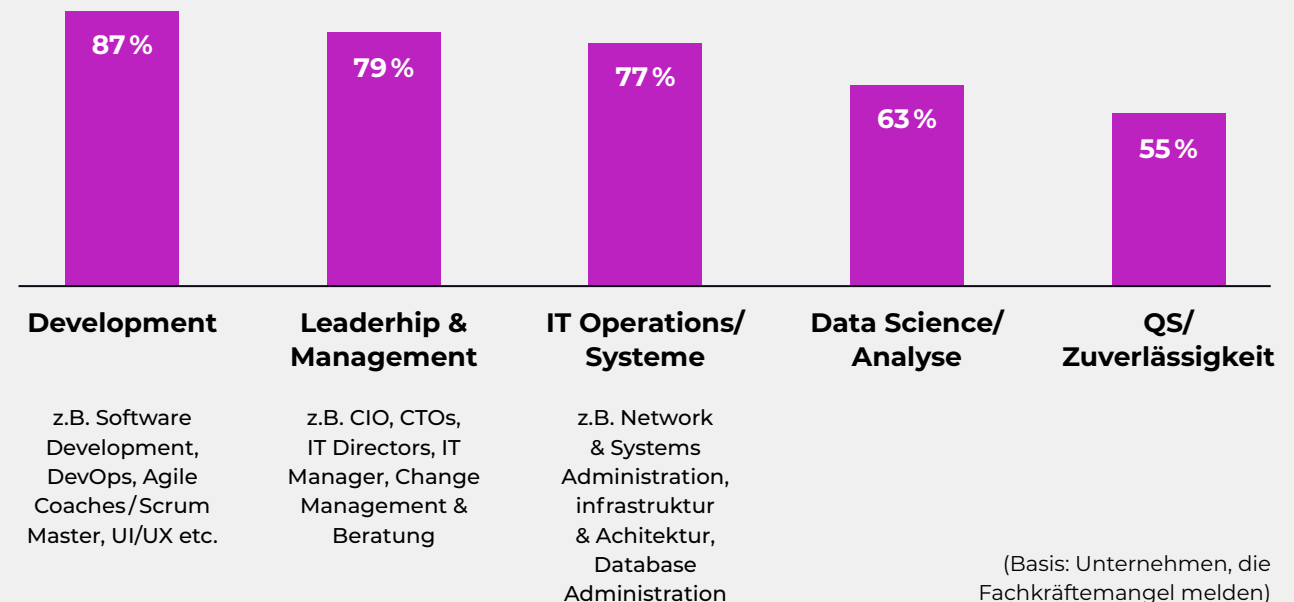 87 %
79 %
77 %
63 %
55 %
Development
Leaderhip &
Management
IT Operations/
Systeme
Data Science/
Analyse
QS/
Zuverlässigkeit
z.B. Software
Development,
DevOps, Agile
Coaches/Scrum
Master, UI/UX etc.
z.B. CIO, CTOs,
IT Directors, IT
Manager, Change
Management &
Beratung
z.B. Network
& Systems
Administration,
infrastruktur
& Achitektur,
Database
Administration
(Basis: Unternehmen, die
Fachkräftemangel melden)